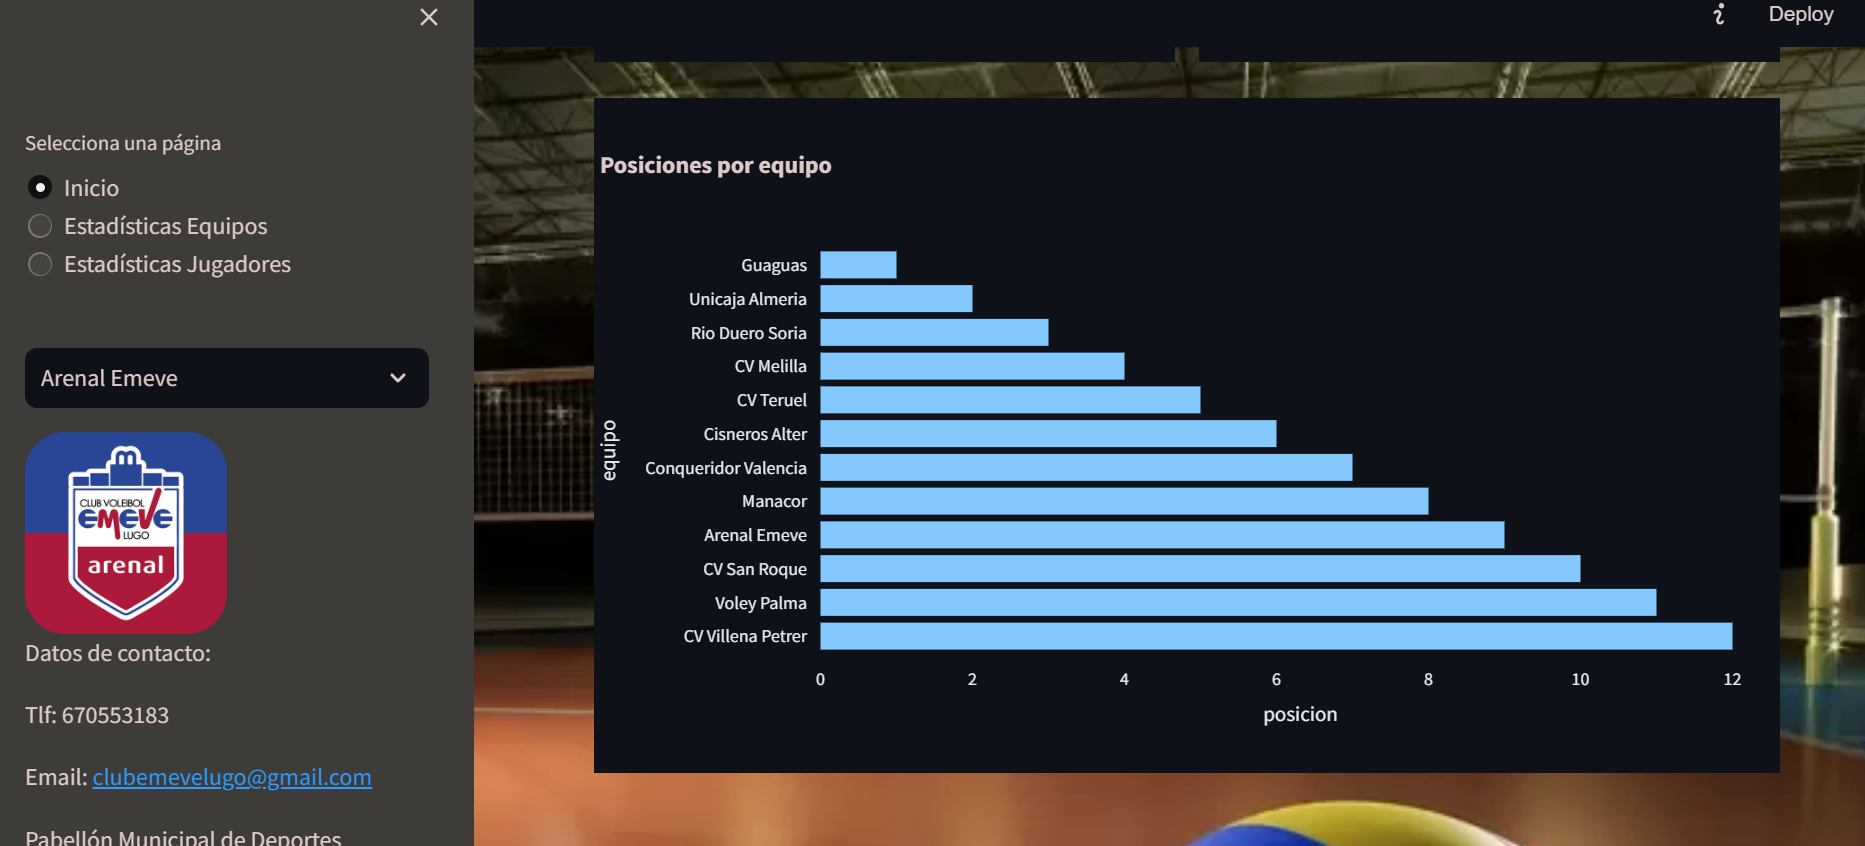 Deploy
Selecciona una página
Inicio
Estadísticas Equipos
Estadísticas Jugadores
Arenal Emeve
CLUB VOLEIBOL
emeve
LUGO
arenal
Datos de contacto:
Tlf: 670553183
Email: clubemevelugo@gmail.com
Pabellón Municipal de Deportes
Posiciones por equipo
equipo
Guaguas
Unicaja Almeria
Rio Duero Soria
CV Melilla
CV Teruel
Cisneros Alter
Conqueridor Valencia
Manacor
Arenal Emeve
CV San Roque
Voley Palma
CV Villena Petrer
0 2 4 6 8 10 12
posicion